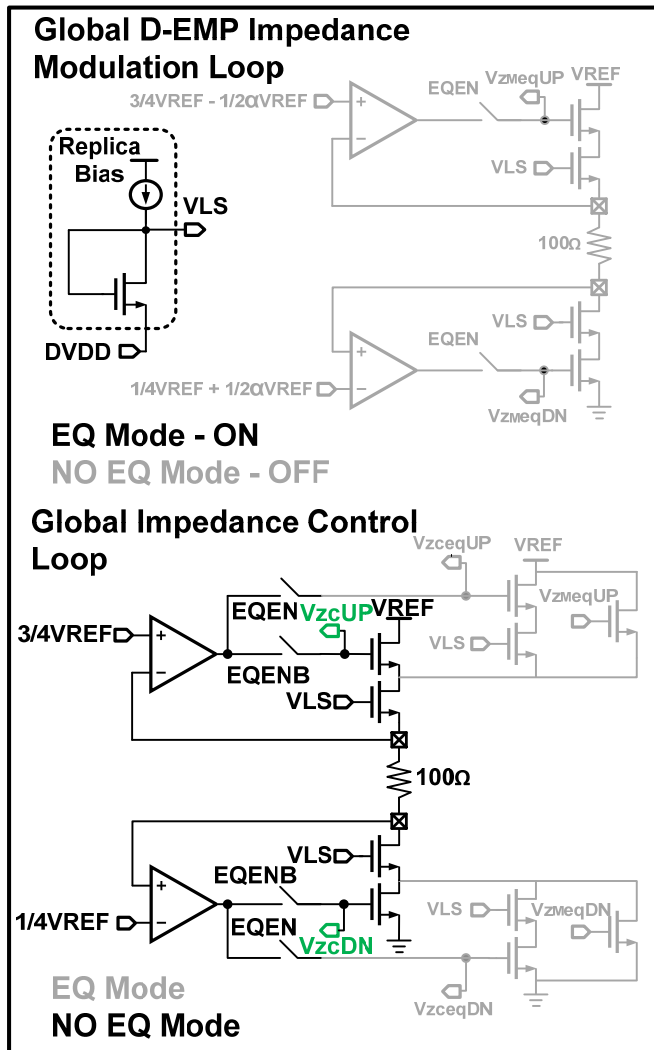 Global D-EMP Impedance
Modulation Loop
VZMeqUP
VREF
EQEN
3/4VREF - 1/2αVREF
+
−
VLS
Replica
Bias
VLS
100Ω
DVDD
VLS
EQEN
+
−
1/4VREF + 1/2αVREF
VZMeqDN
EQ Mode - ON
NO EQ Mode - OFF
Global Impedance Control
Loop
VZCeqUP
VREF
EQEN
VZCUP
VREF
VZMeqUP
3/4VREF
+
−
EQENB
VLS
VLS
100Ω
VLS
EQENB
+
−
1/4VREF
EQEN
VZCDN
VLS
VZMeqDN
VZCeqDN
EQ Mode
NO EQ Mode